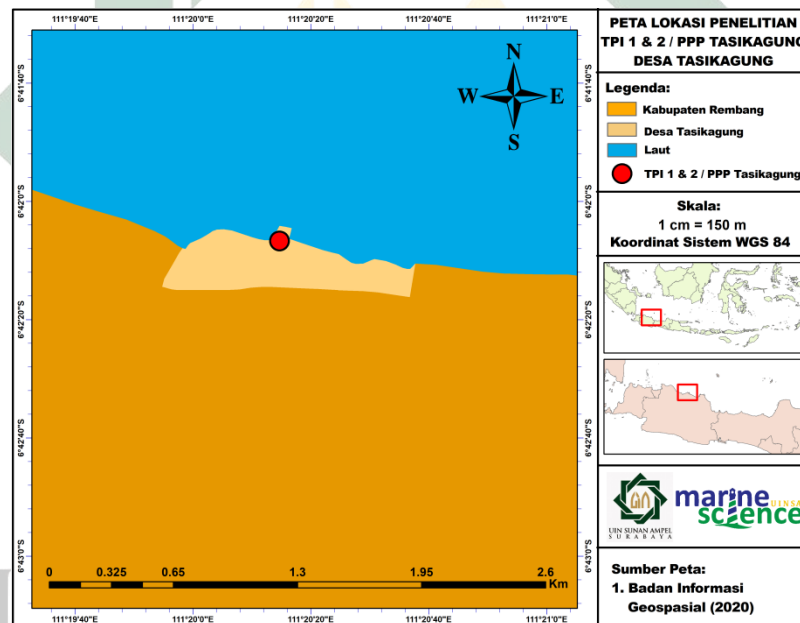 PETA LOKASI PENELITIAN
TPI 1 & 2 / PPP TASIKAGUNG
DESA TASIKAGUNG
Legenda:
Kabupaten Rembang
Desa Tasikagung
Laut
TPI 1 & 2 / PPP Tasikagung
Skala:
1 cm = 150 m
Koordinat Sistem WGS 84
UIN SUNAN AMPEL
SURABAYA
marine UINSA
science
Sumber Peta:
1. Badan Informasi
Geospasial (2020)
111°19'40"E 111°20'0"E 111°20'20"E 111°20'40"E 111°21'0"E
6°41'40"S
6°42'0"S
6°42'20"S
6°42'40"S
6°43'0"S
N
W E
S
6°41'40"S
6°42'0"S
6°42'20"S
6°42'40"S
6°43'0"S
0 0.325 0.65 1.3 1.95 2.6
Km
111°19'40"E 111°20'0"E 111°20'20"E 111°20'40"E 111°21'0"E